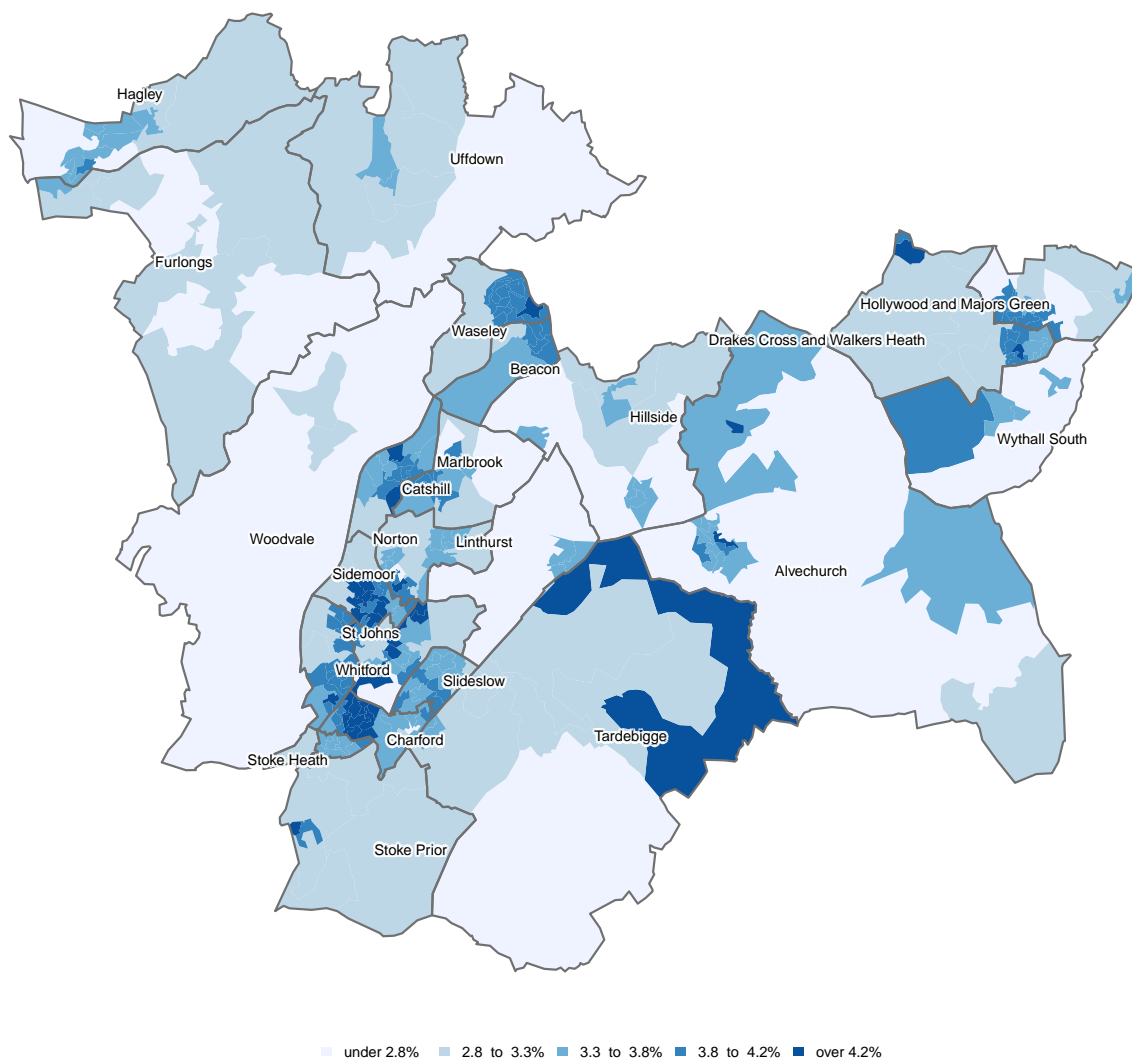 Hagley
Uffdown
Furlongs
Hollywood and Majors Green
Waseley
Drakes Cross and Walkers Heath
Beacon
Hillside
Wythall South
Marlbrook
Catshill
Woodvale
Norton
Linthurst
Sidemoor
Alvechurch
St Johns
Whitford
Slideslow
Tardebigge
Charford
Stoke Heath
Stoke Prior
under 2.8% 2.8 to 3.3% 3.3 to 3.8% 3.8 to 4.2% over 4.2%